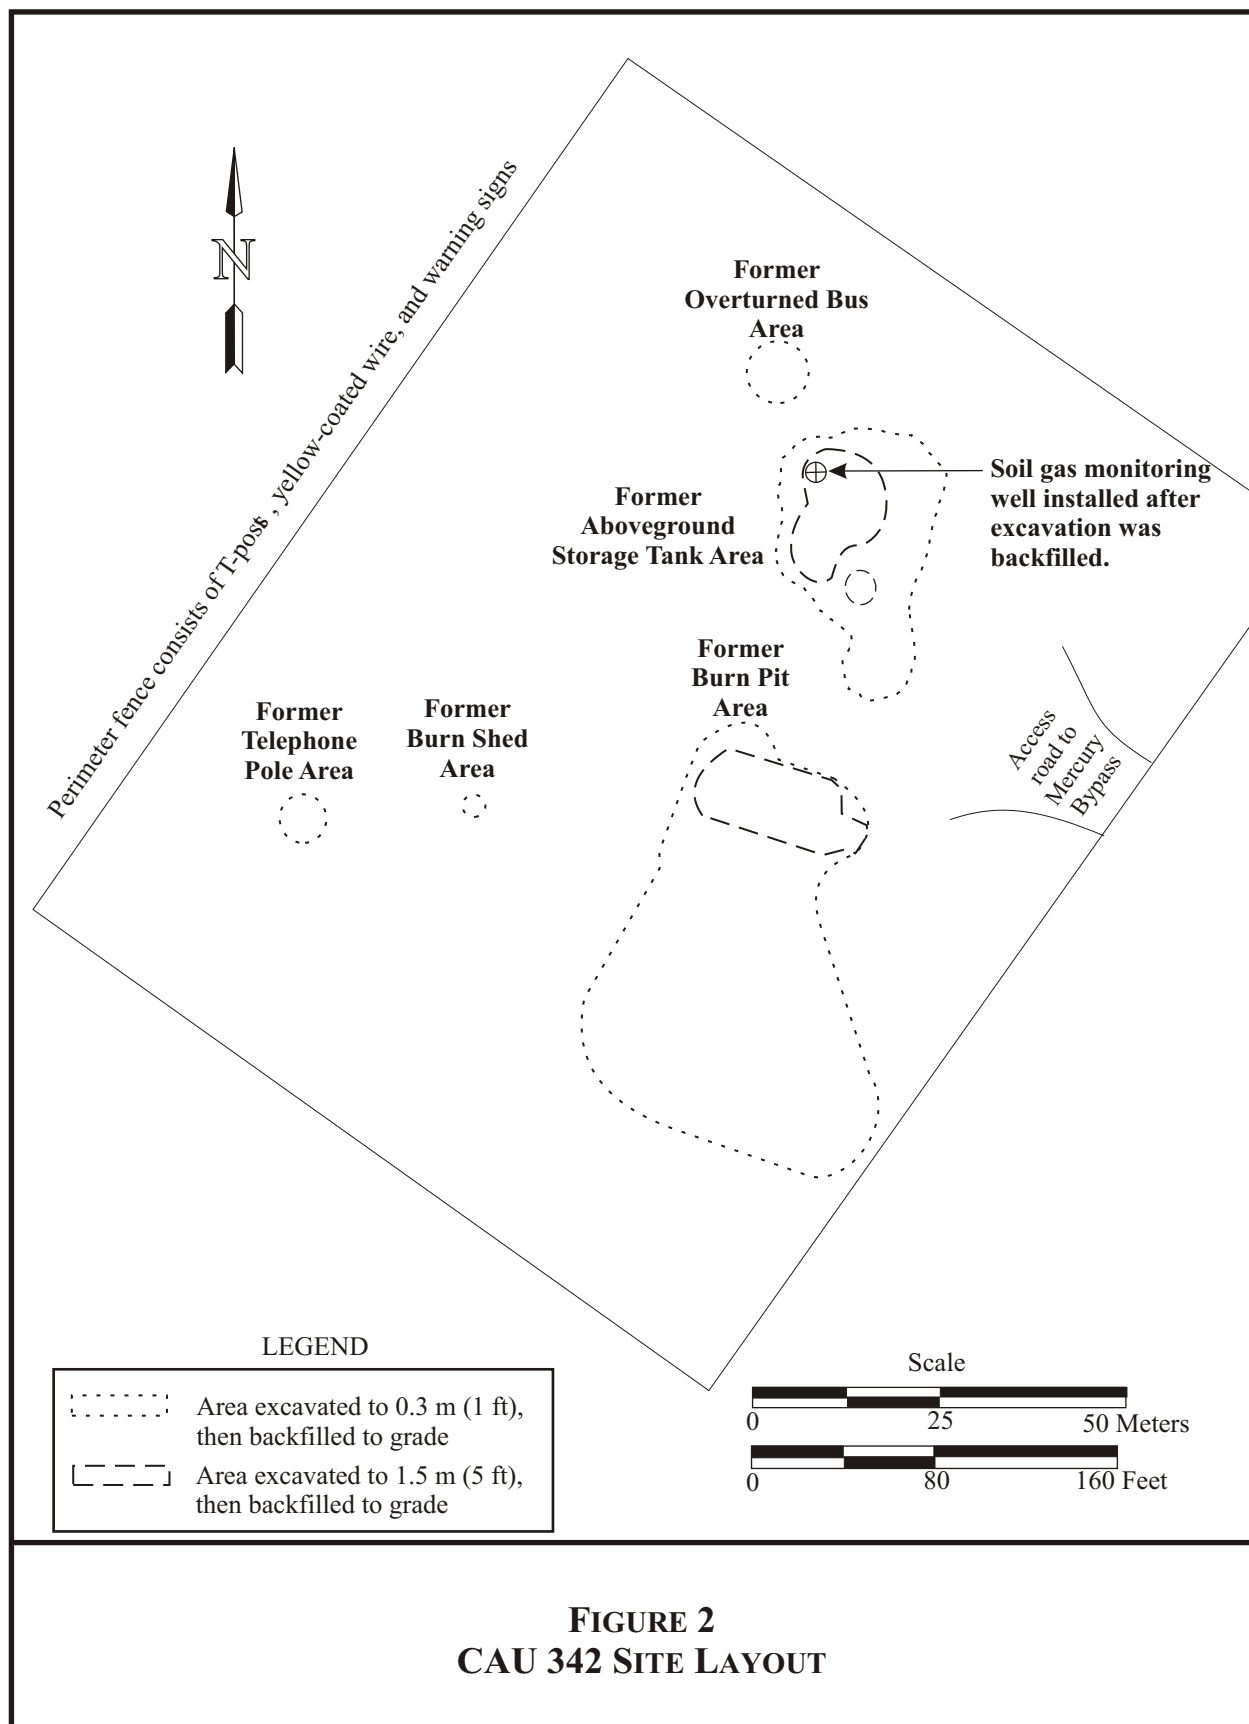 N
Perimeter fence consists of T-posts, yellow-coated wire, and warning signs
Former
Overturned Bus
Area
Former
Aboveground
Storage Tank Area
Soil gas monitoring
well installed after
excavation was
backfilled.
Former
Burn Pit
Area
Former
Telephone
Pole Area
Former
Burn Shed
Area
Access
road to
Mercury
Bypass
LEGEND
Area excavated to 0.3 m (1 ft),
then backfilled to grade
Area excavated to 1.5 m (5 ft),
then backfilled to grade
Scale
0 25 50 Meters
0 80 160 Feet
FIGURE 2
CAU 342 SITE LAYOUT